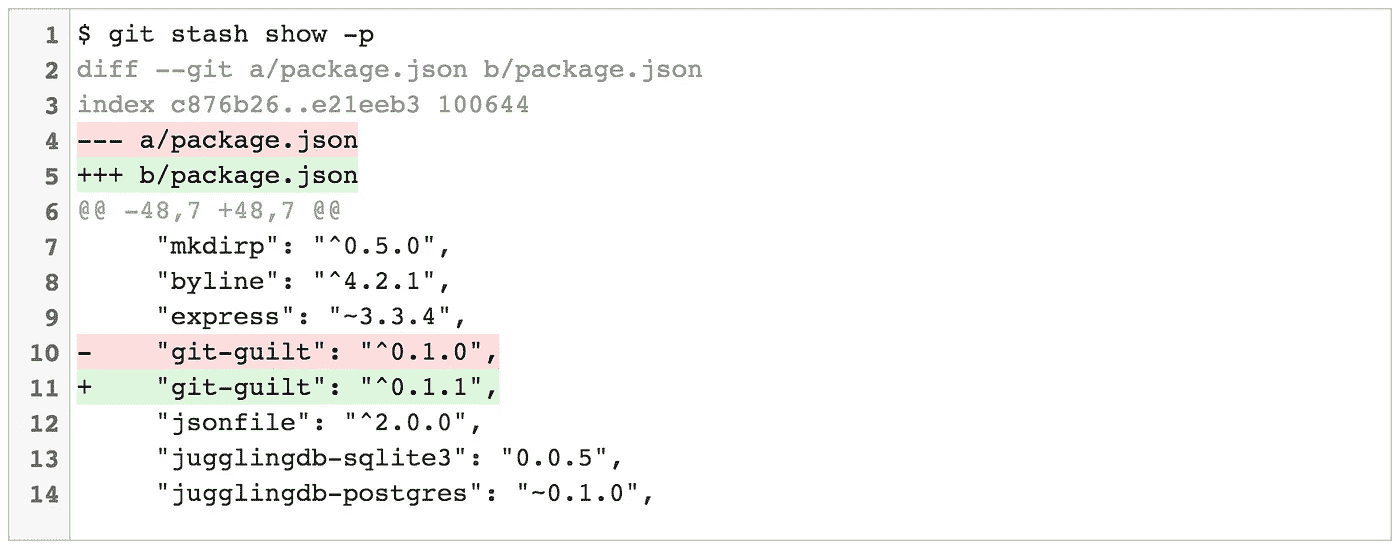 1 $ git stash show -p
2 diff --git a/package.json b/package.json
3 index c876b26..e21eeb3 100644
4 --- a/package.json
5 +++ b/package.json
6 @@ -48,7 +48,7 @@
7      "mkdirp": "^0.5.0",
8      "byline": "^4.2.1",
9      "express": "~3.3.4",
10 -    "git-guilt": "^0.1.0",
11 +    "git-guilt": "^0.1.1",
12      "jsonfile": "^2.0.0",
13      "jugglingdb-sqlite3": "0.0.5",
14      "jugglingdb-postgres": "~0.1.0",